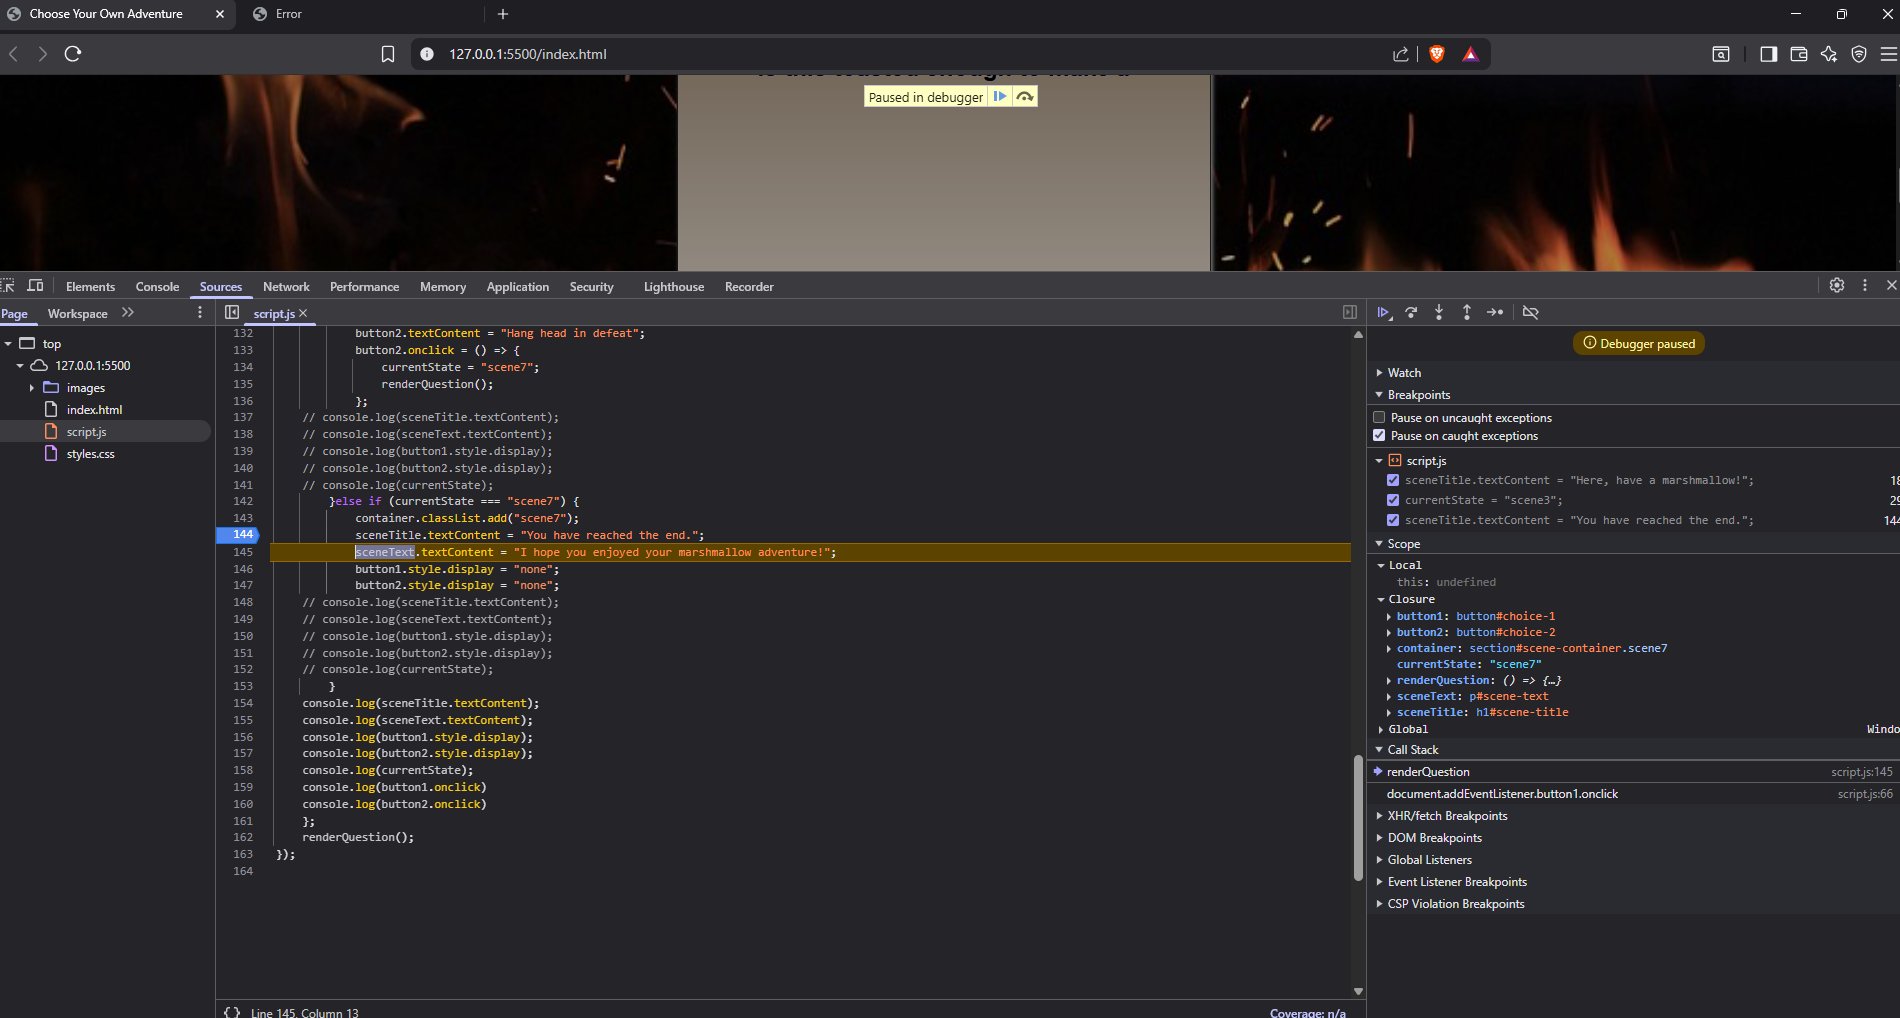 Choose Your Own Adventure
Error
127.0.0.1:5500/index.html
Paused in debugger
Elements Console Sources Network Performance Memory Application Security Lighthouse Recorder
Page Workspace
script.js
top
127.0.0.1:5500
images
index.html
script.js
styles.css
132 button2.textContent = "Hang head in defeat";
133 button2.onclick = () => {
134 currentState = "scene7";
135 renderQuestion();
136 };
137 // console.log(sceneTitle.textContent);
138 // console.log(sceneText.textContent);
139 // console.log(button1.style.display);
140 // console.log(button2.style.display);
141 // console.log(currentState);
142 }else if (currentState === "scene7") {
143 container.classList.add("scene7");
144 sceneTitle.textContent = "You have reached the end.";
145 sceneText.textContent = "I hope you enjoyed your marshmallow adventure!";
146 button1.style.display = "none";
147 button2.style.display = "none";
148 // console.log(sceneTitle.textContent);
149 // console.log(sceneText.textContent);
150 // console.log(button1.style.display);
151 // console.log(button2.style.display);
152 // console.log(currentState);
153 }
154 console.log(sceneTitle.textContent);
155 console.log(sceneText.textContent);
156 console.log(button1.style.display);
157 console.log(button2.style.display);
158 console.log(currentState);
159 console.log(button1.onclick)
160 console.log(button2.onclick)
161 };
162 renderQuestion();
163 });
164
{} Line 145, Column 13
Coverage: n/a
Debugger paused
Watch
Breakpoints
Pause on uncaught exceptions
Pause on caught exceptions
script.js
sceneTitle.textContent = "Here, have a marshmallow!";
currentState = "scene3";
sceneTitle.textContent = "You have reached the end."; 144
Scope
Local
this: undefined
Closure
button1: button#choice-1
button2: button#choice-2
container: section#scene-container.scene7
currentState: "scene7"
renderQuestion: () => {…}
sceneText: p#scene-text
sceneTitle: h1#scene-title
Global Windo
Call Stack
renderQuestion script.js:145
document.addEventListener.button1.onclick script.js:66
XHR/fetch Breakpoints
DOM Breakpoints
Global Listeners
Event Listener Breakpoints
CSP Violation Breakpoints